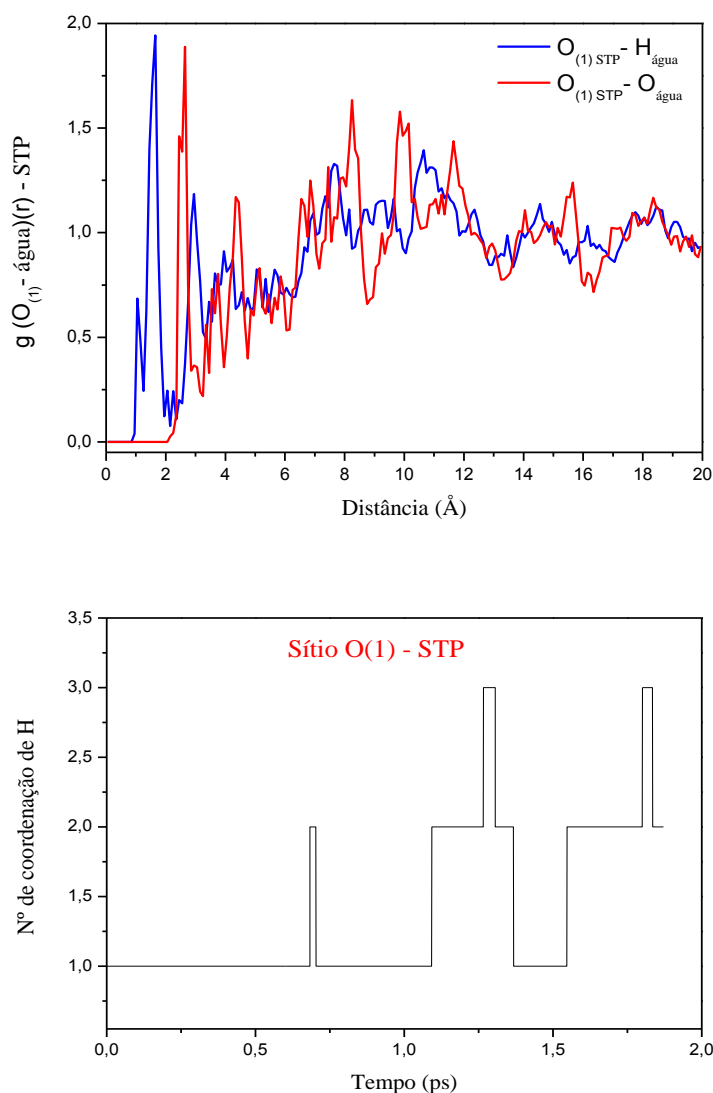 g (O(1)- água)(r) - STP
2,0
1,5
1,0
0,5
0,0
O(1) STP- Hágua
O(1) STP- Oágua
0 2 4 6 8 10 12 14 16 18 20
Distância (Å)
Nº de coordenação de H
3,5
3,0
2,5
2,0
1,5
1,0
Sítio O(1) - STP
0,0 0,5 1,0 1,5 2,0
Tempo (ps)